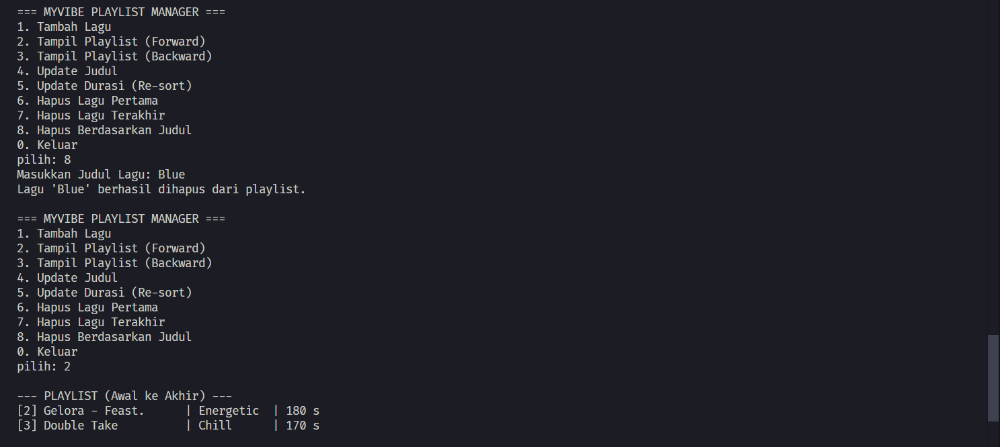 === MYVIBE PLAYLIST MANAGER ===
1. Tambah Lagu
2. Tampil Playlist (Forward)
3. Tampil Playlist (Backward)
4. Update Judul
5. Update Durasi (Re-sort)
6. Hapus Lagu Pertama
7. Hapus Lagu Terakhir
8. Hapus Berdasarkan Judul
0. Keluar
pilih: 8
Masukkan Judul Lagu: Blue
Lagu 'Blue' berhasil dihapus dari playlist.
=== MYVIBE PLAYLIST MANAGER ===
1. Tambah Lagu
2. Tampil Playlist (Forward)
3. Tampil Playlist (Backward)
4. Update Judul
5. Update Durasi (Re-sort)
6. Hapus Lagu Pertama
7. Hapus Lagu Terakhir
8. Hapus Berdasarkan Judul
0. Keluar
pilih: 2
--- PLAYLIST (Awal ke Akhir) ---
[2] Gelora - Feast.      | Energetic  | 180 s
[3] Double Take          | Chill      | 170 s